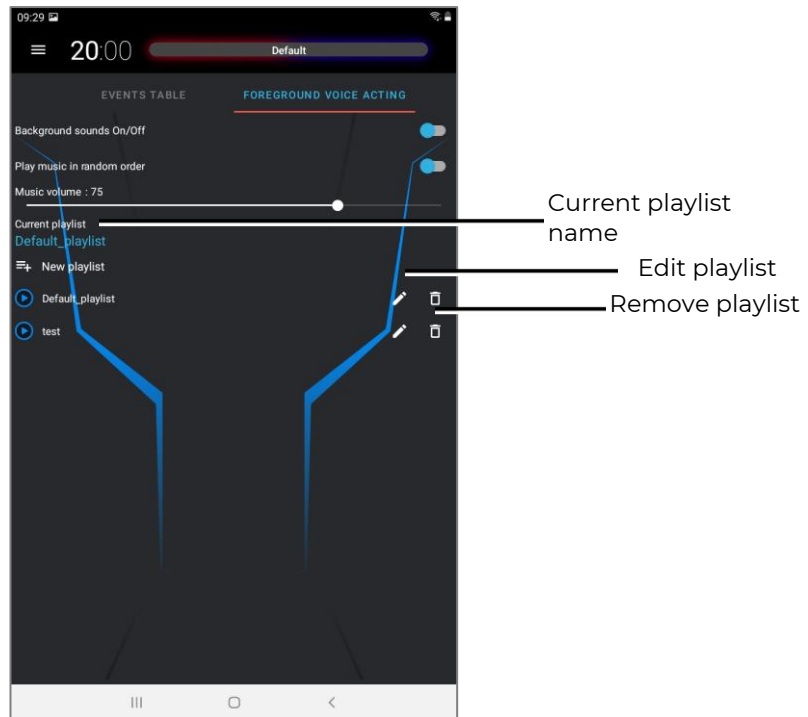 09:29
20:00
Default
EVENTS TABLE
FOREGROUND VOICE ACTING
Background sounds On/Off
Play music in random order
Music volume : 75
Current playlist
Default_playlist
New playlist
Default_playlist
test
Current playlist
name
Edit playlist
Remove playlist